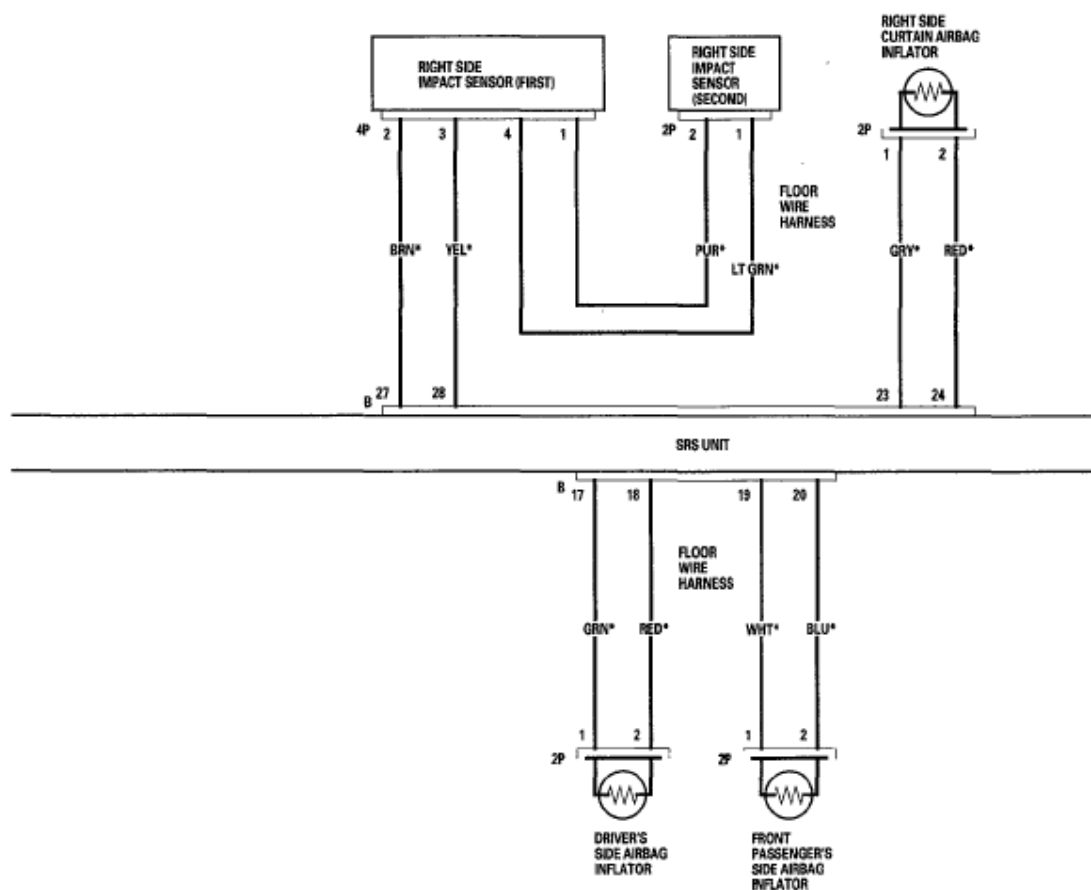 RIGHT SIDE
CURTAIN AIRBAG
INFLATOR
RIGHT SIDE
IMPACT SENSOR (FIRST)
RIGHT SIDE
IMPACT
SENSOR
(SECOND)
4P 2 3 4 1
2P 2 1
2P
1 2
FLOOR
WIRE
HARNESS
BRN* YEL* PUR* GRY* RED*
LT GRN*
B 27 28 23 24
SRS UNIT
B 17 18 19 20
FLOOR
WIRE
HARNESS
GRN* RED* WHT* BLU*
1 2 1 2
2P 2P
DRIVER'S
SIDE AIRBAG
INFLATOR
FRONT
PASSENGER'S
SIDE AIRBAG
INFLATOR